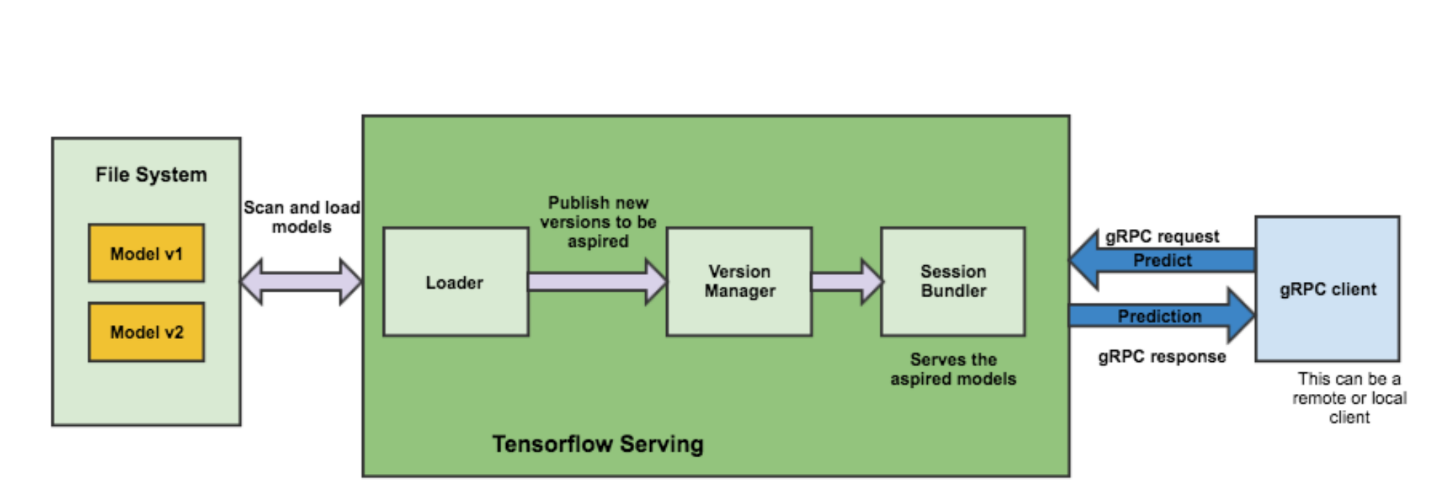 File System
Model v1
Model v2
Scan and load
models
Loader
Publish new
versions to be
aspired
Version
Manager
Session
Bundler
Serves the
aspired models
Tensorflow Serving
gRPC request
Predict
Prediction
gRPC response
gRPC client
This can be a
remote or local
client